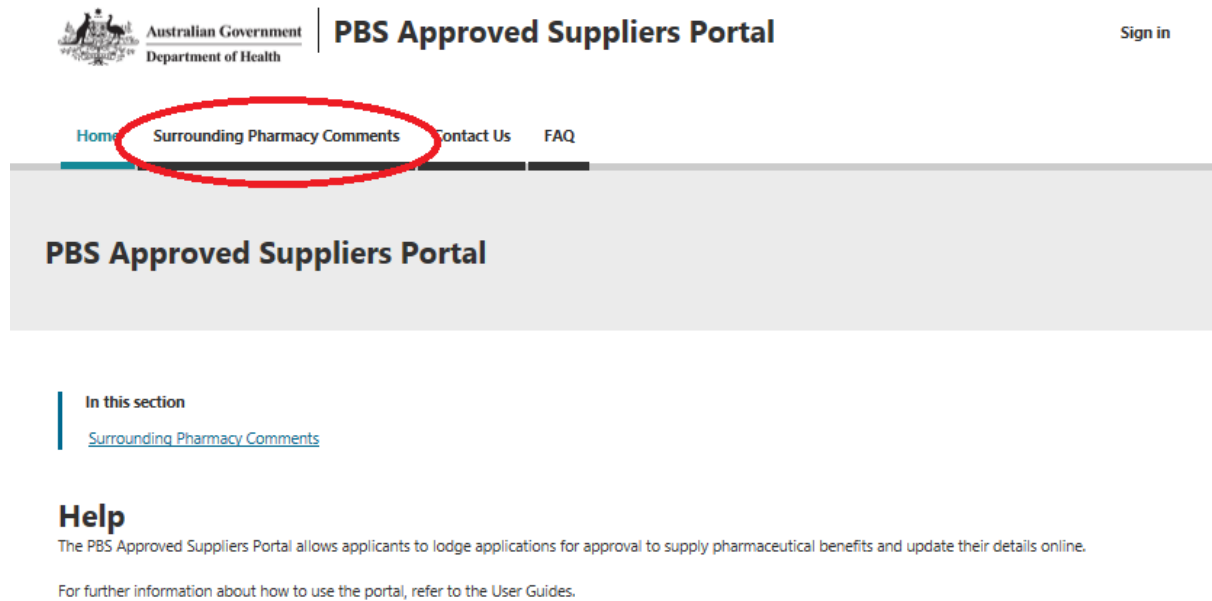 Australian Government
Department of Health
PBS Approved Suppliers Portal
Sign in
Home
Surrounding Pharmacy Comments
Contact Us
FAQ
PBS Approved Suppliers Portal
In this section
Surrounding Pharmacy Comments
Help
The PBS Approved Suppliers Portal allows applicants to lodge applications for approval to supply pharmaceutical benefits and update their details online.
For further information about how to use the portal, refer to the User Guides.